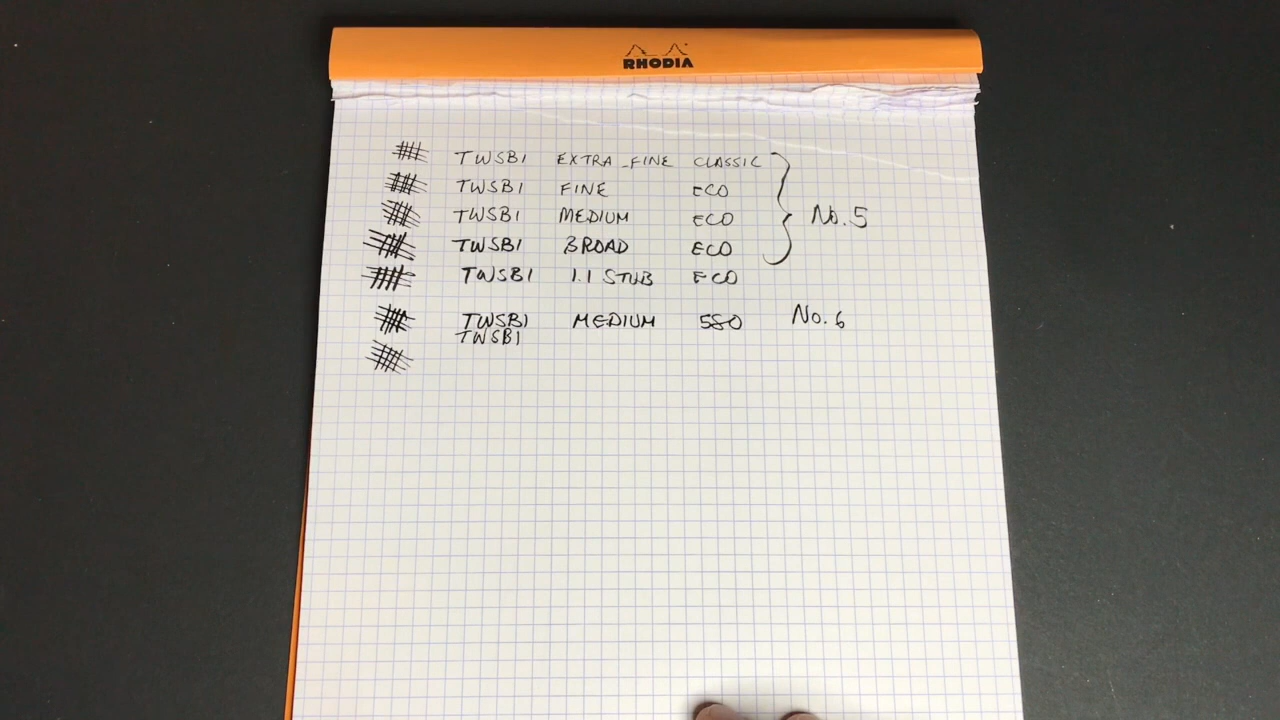 RHODIA
TWSBI EXTRA FINE CLASSIC
TWSBI FINE ECO
TWSBI MEDIUM ECO
No.5
TWSBI BROAD ECO
TWSBI 1.1 STUB ECO
TWSBI MEDIUM 580 No.6
TWSBI